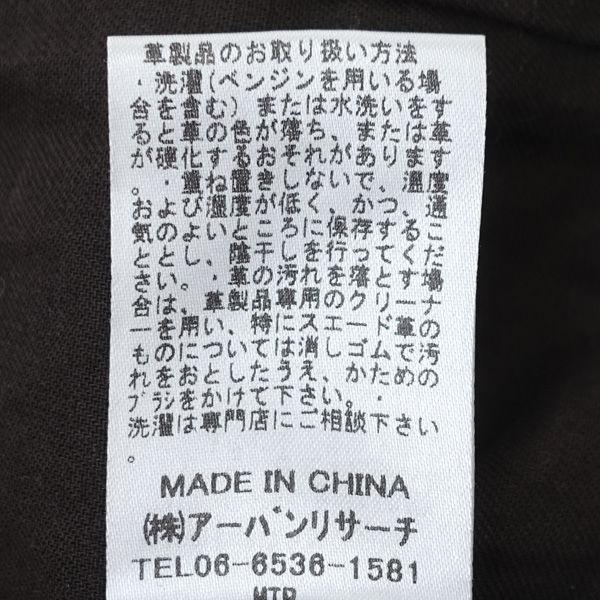 革製品のお取り扱い方法
・洗濯(ベンジンを用いる場
含を含む)または水洗いをす
ると革の色が落ち、また革
が硬化するおそれがあります
。・重ね置きしないで、温度
および湿度が低く、かつ、通
気のよいところに保存するこ
と。・陰干しを行ってくだ
さい。・革の汚れを落とす場
含は、革製品専用のクリーナ
ーを用い、特にスエード革の
ものについては消しゴムで汚
れをおとしたうえ、かための
ﾌﾞﾗｼをかけて下さい。・
洗濯は専門店にご相談下さい
。
MADE IN CHINA
(株)アーバンリサーチ
TEL06-6536-1581